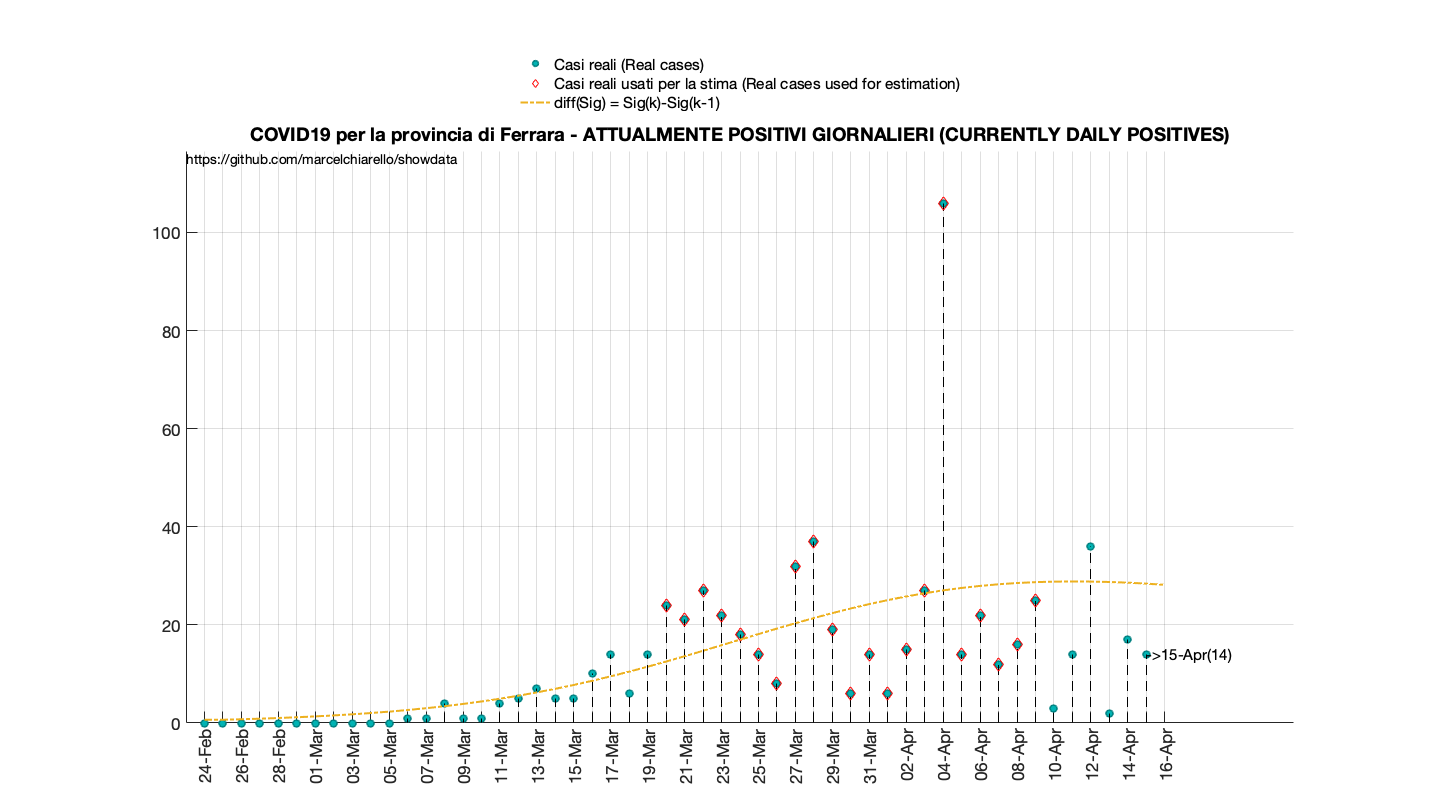 Casi reali (Real cases)
Casi reali usati per la stima (Real cases used for estimation)
diff(Sig) = Sig(k)-Sig(k-1)
COVID19 per la provincia di Ferrara - ATTUALMENTE POSITIVI GIORNALIERI (CURRENTLY DAILY POSITIVES)
https://github.com/marcelchiarello/showdata
100
80
60
40
20
0
>15-Apr(14)
24-Feb
26-Feb
28-Feb
01-Mar
03-Mar
05-Mar
07-Mar
09-Mar
11-Mar
13-Mar
15-Mar
17-Mar
19-Mar
21-Mar
23-Mar
25-Mar
27-Mar
29-Mar
31-Mar
02-Apr
04-Apr
06-Apr
08-Apr
10-Apr
12-Apr
14-Apr
16-Apr